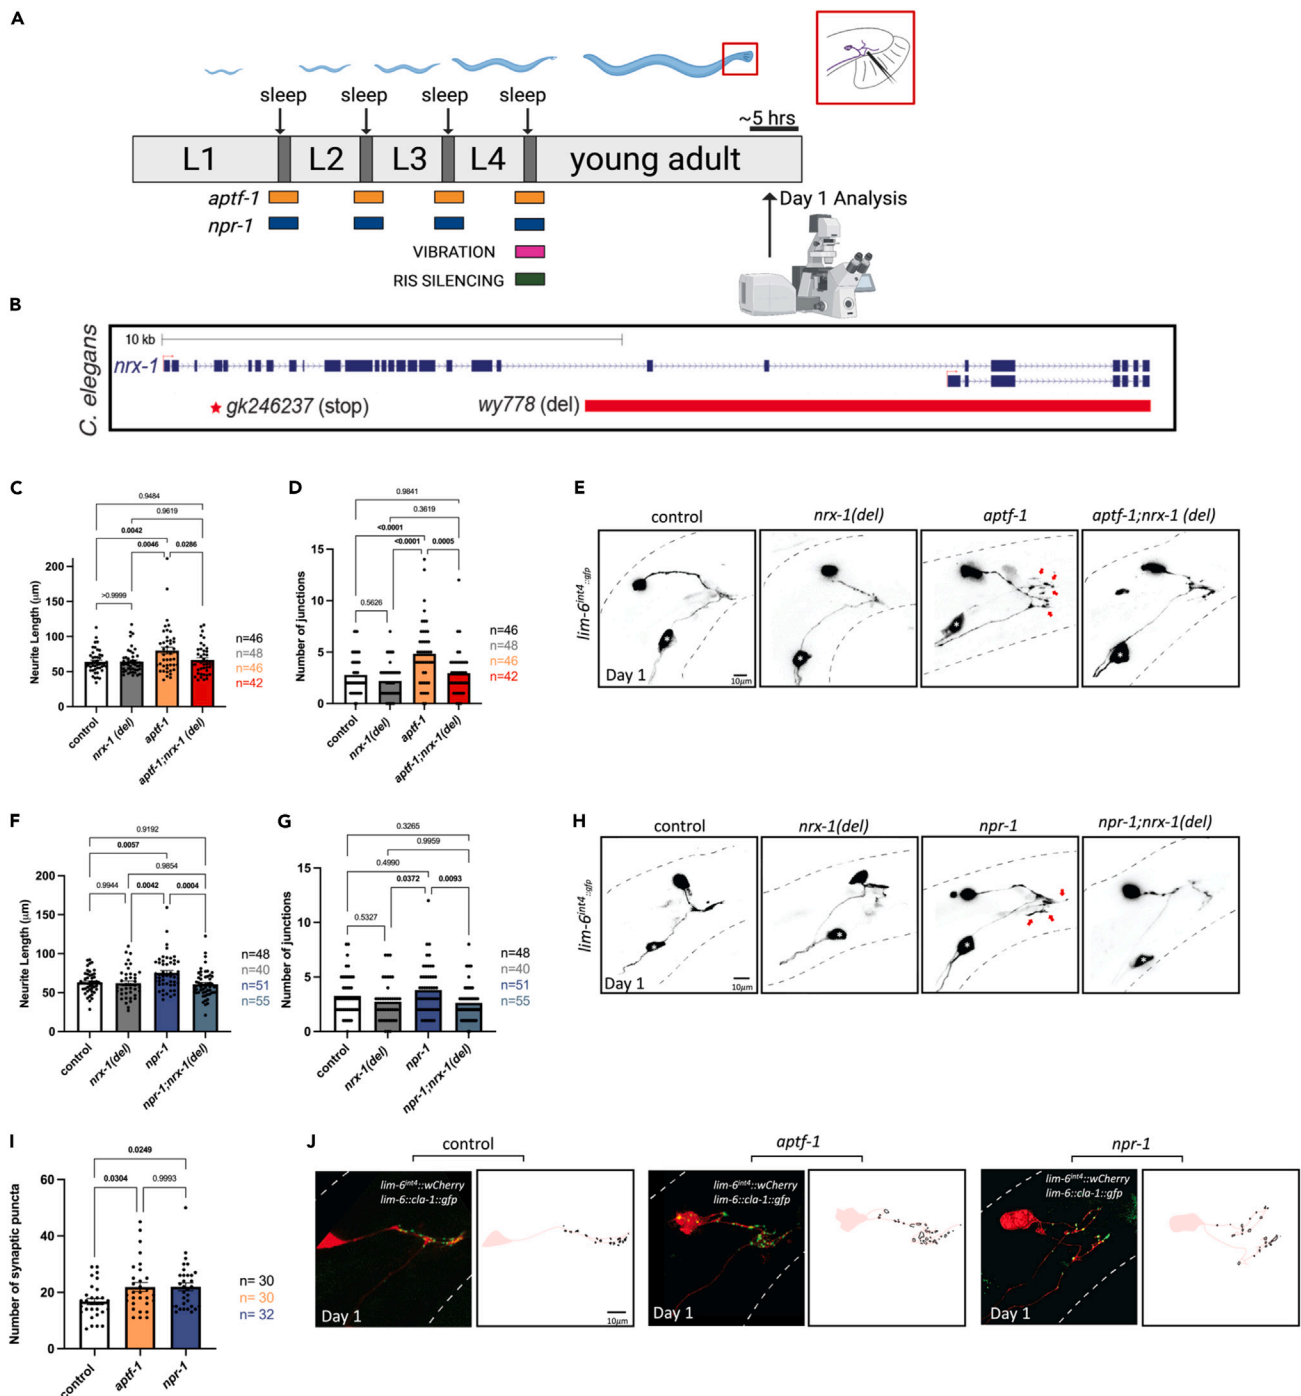 A
sleep sleep sleep sleep
~5 hrs
L1 L2 L3 L4 young adult
aptf-1
npr-1
Day 1 Analysis
VIBRATION
RIS SILENCING
B
C. elegans
10 kb
nrx-1
gk246237 (stop)
wy778 (del)
C
0.9484
0.9619
0.0042
0.0046 0.0286
>0.9999
Neurite Length (μm)
200
150
100
50
0
n=46
n=48
n=46
n=42
control
nrx-1 (del)
aptf-1
aptf-1;nrx-1 (del)
D
0.9841
0.3619
<0.0001
<0.0001 0.0005
0.5626
Number of junctions
15
10
5
0
n=46
n=48
n=46
n=42
control
nrx-1(del)
aptf-1
aptf-1;nrx-1(del)
E
control nrx-1(del) aptf-1 aptf-1;nrx-1 (del)
lim-6int4::gfp
Day 1
10μm
F
0.9192
0.0057
0.9854
0.9944 0.0042 0.0004
Neurite Length (μm)
200
150
100
50
0
n=48
n=40
n=51
n=55
control
nrx-1(del)
npr-1
npr-1;nrx-1(del)
G
0.3265
0.9959
0.4990
0.0372 0.0093
0.5327
Number of junctions
15
10
5
0
n=48
n=40
n=51
n=55
control
nrx-1(del)
npr-1
npr-1;nrx-1(del)
H
control nrx-1(del) npr-1 npr-1;nrx-1(del)
lim-6int4::gfp
Day 1
10μm
I
0.0249
0.0304 0.9993
Number of synaptic puncta
60
40
20
0
n= 30
n= 30
n= 32
control
aptf-1
npr-1
J
control aptf-1 npr-1
lim-6int4::wCherry
lim-6::cla-1::gfp
Day 1
10μm
lim-6int4::wCherry
lim-6::cla-1::gfp
Day 1
lim-6int4::wCherry
lim-6::cla-1::gfp
Day 1